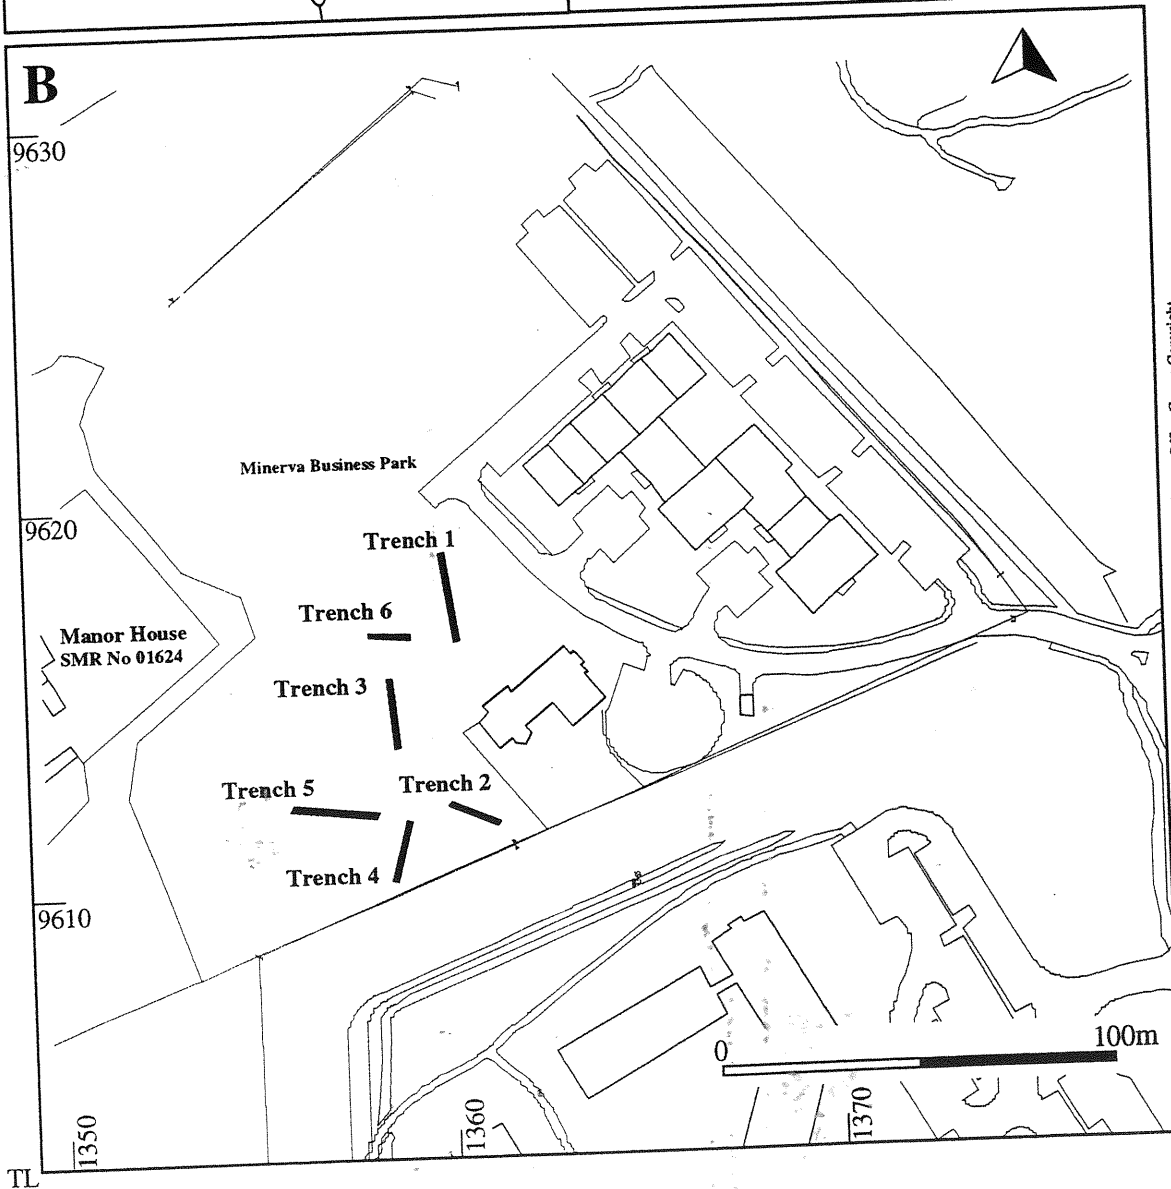 B
9630
Minerva Business Park
9620
Trench 1
Trench 6
Manor House
SMR No 01624
Trench 3
Trench 5
Trench 2
Trench 4
9610
0
100m
1350
1360
1370
TL